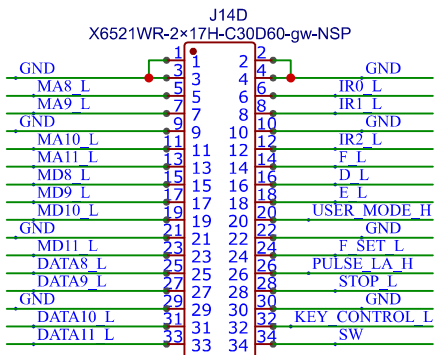 J14D
X6521WR-2×17H-C30D60-gw-NSP
1 1 2 2
GND 3 3 4 4 GND
MA8_L 5 5 6 6 IR0_L
MA9_L 7 7 8 8 IR1_L
GND 9 9 10 10 GND
MA10_L 11 11 12 12 IR2_L
MA11_L 13 13 14 14 F_L
MD8_L 15 15 16 16 D_L
MD9_L 17 17 18 18 E_L
MD10_L 19 19 20 20 USER_MODE_H
GND 21 21 22 22 GND
MD11_L 23 23 24 24 F_SET_L
DATA8_L 25 25 26 26 PULSE_LA_H
DATA9_L 27 27 28 28 STOP_L
GND 29 29 30 30 GND
DATA10_L 31 31 32 32 KEY_CONTROL_L
DATA11_L 33 33 34 34 SW